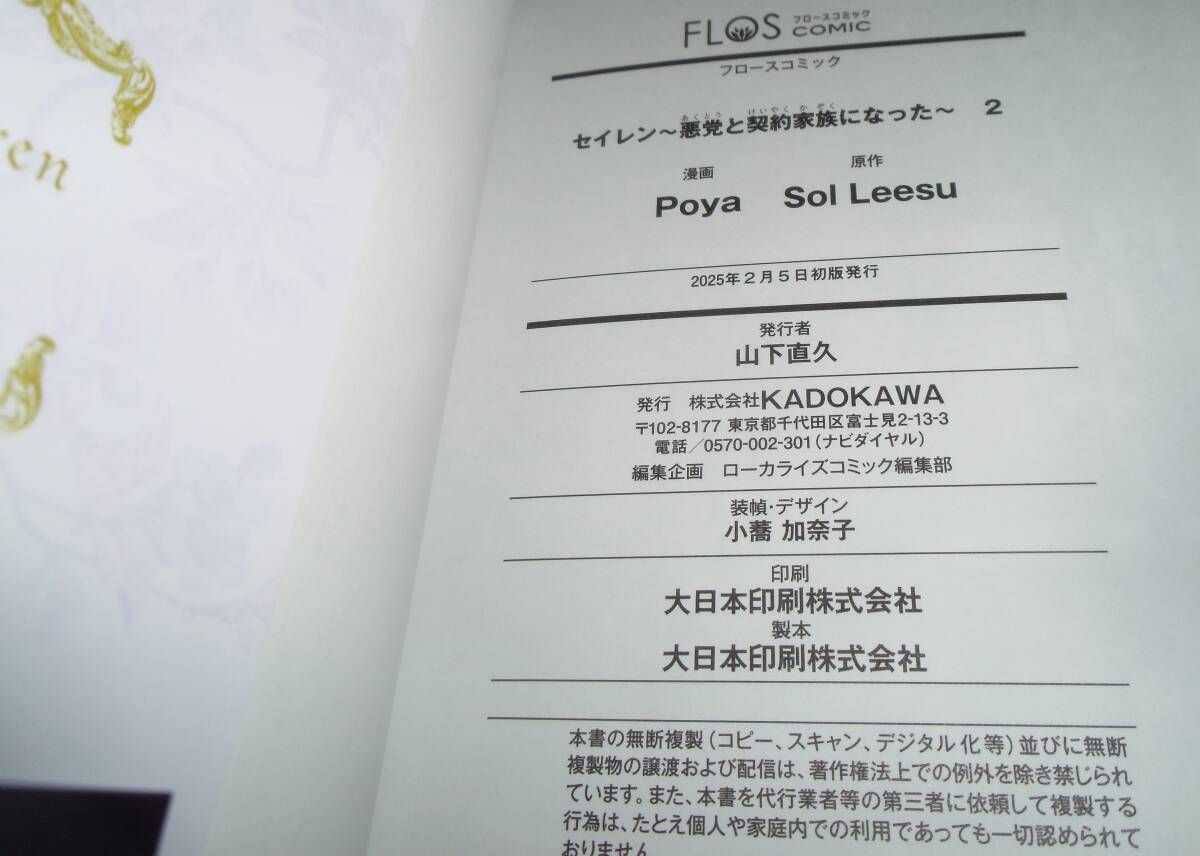 en
FLOS フロースコミック COMIC
フロースコミック
セイレン～悪党と契約家族になった～ 2
あくとう けいやくかぞく
漫画 原作
Poya Sol Leesu
2025年2月5日初版発行
発行者
山下直久
発行 株式会社KADOKAWA
〒102-8177 東京都千代田区富士見2-13-3
電話／0570-002-301（ナビダイヤル）
編集企画 ローカライズコミック編集部
装幀・デザイン
小蕎 加奈子
印刷
大日本印刷株式会社
製本
大日本印刷株式会社
本書の無断複製（コピー、スキャン、デジタル化等）並びに無断
複製物の譲渡および配信は、著作権法上での例外を除き禁じられ
ています。また、本書を代行業者等の第三者に依頼して複製する
行為は、たとえ個人や家庭内での利用であっても一切認められて
おりません